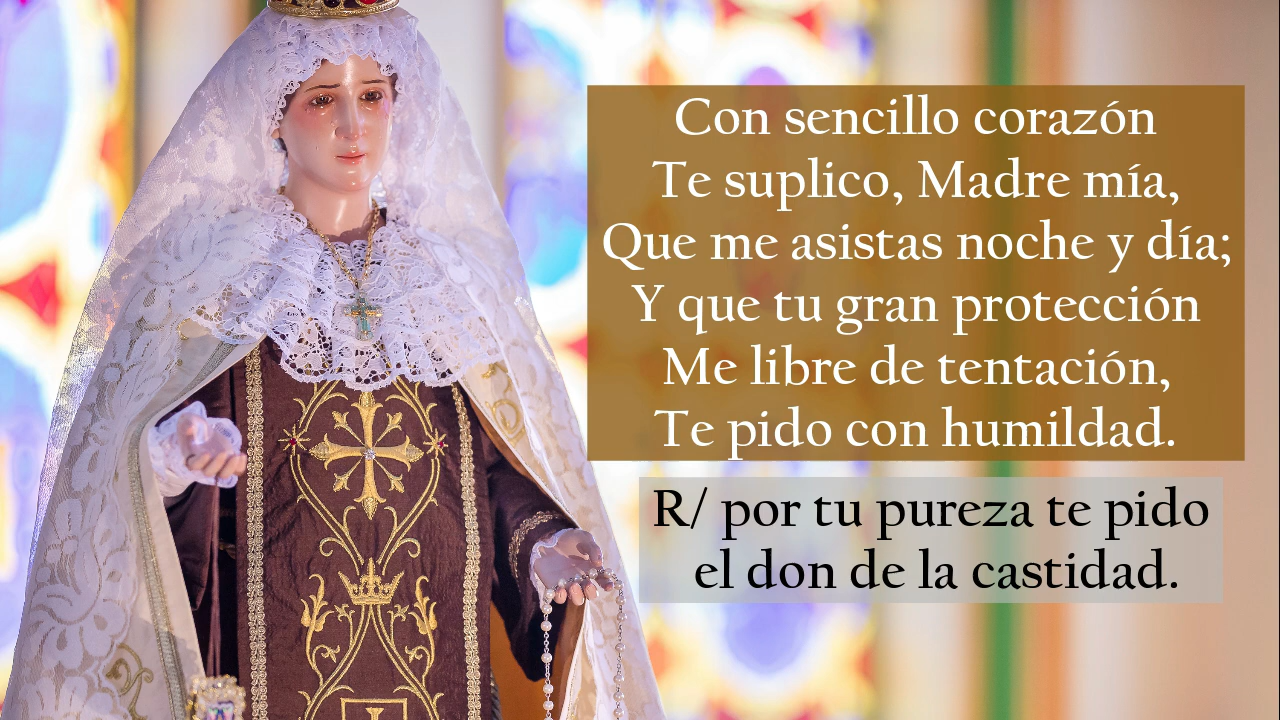 Con sencillo corazón
Te suplico, Madre mía,
Que me asistas noche y día;
Y que tu gran protección
Me libre de tentación,
Te pido con humildad.
R/ por tu pureza te pido
el don de la castidad.